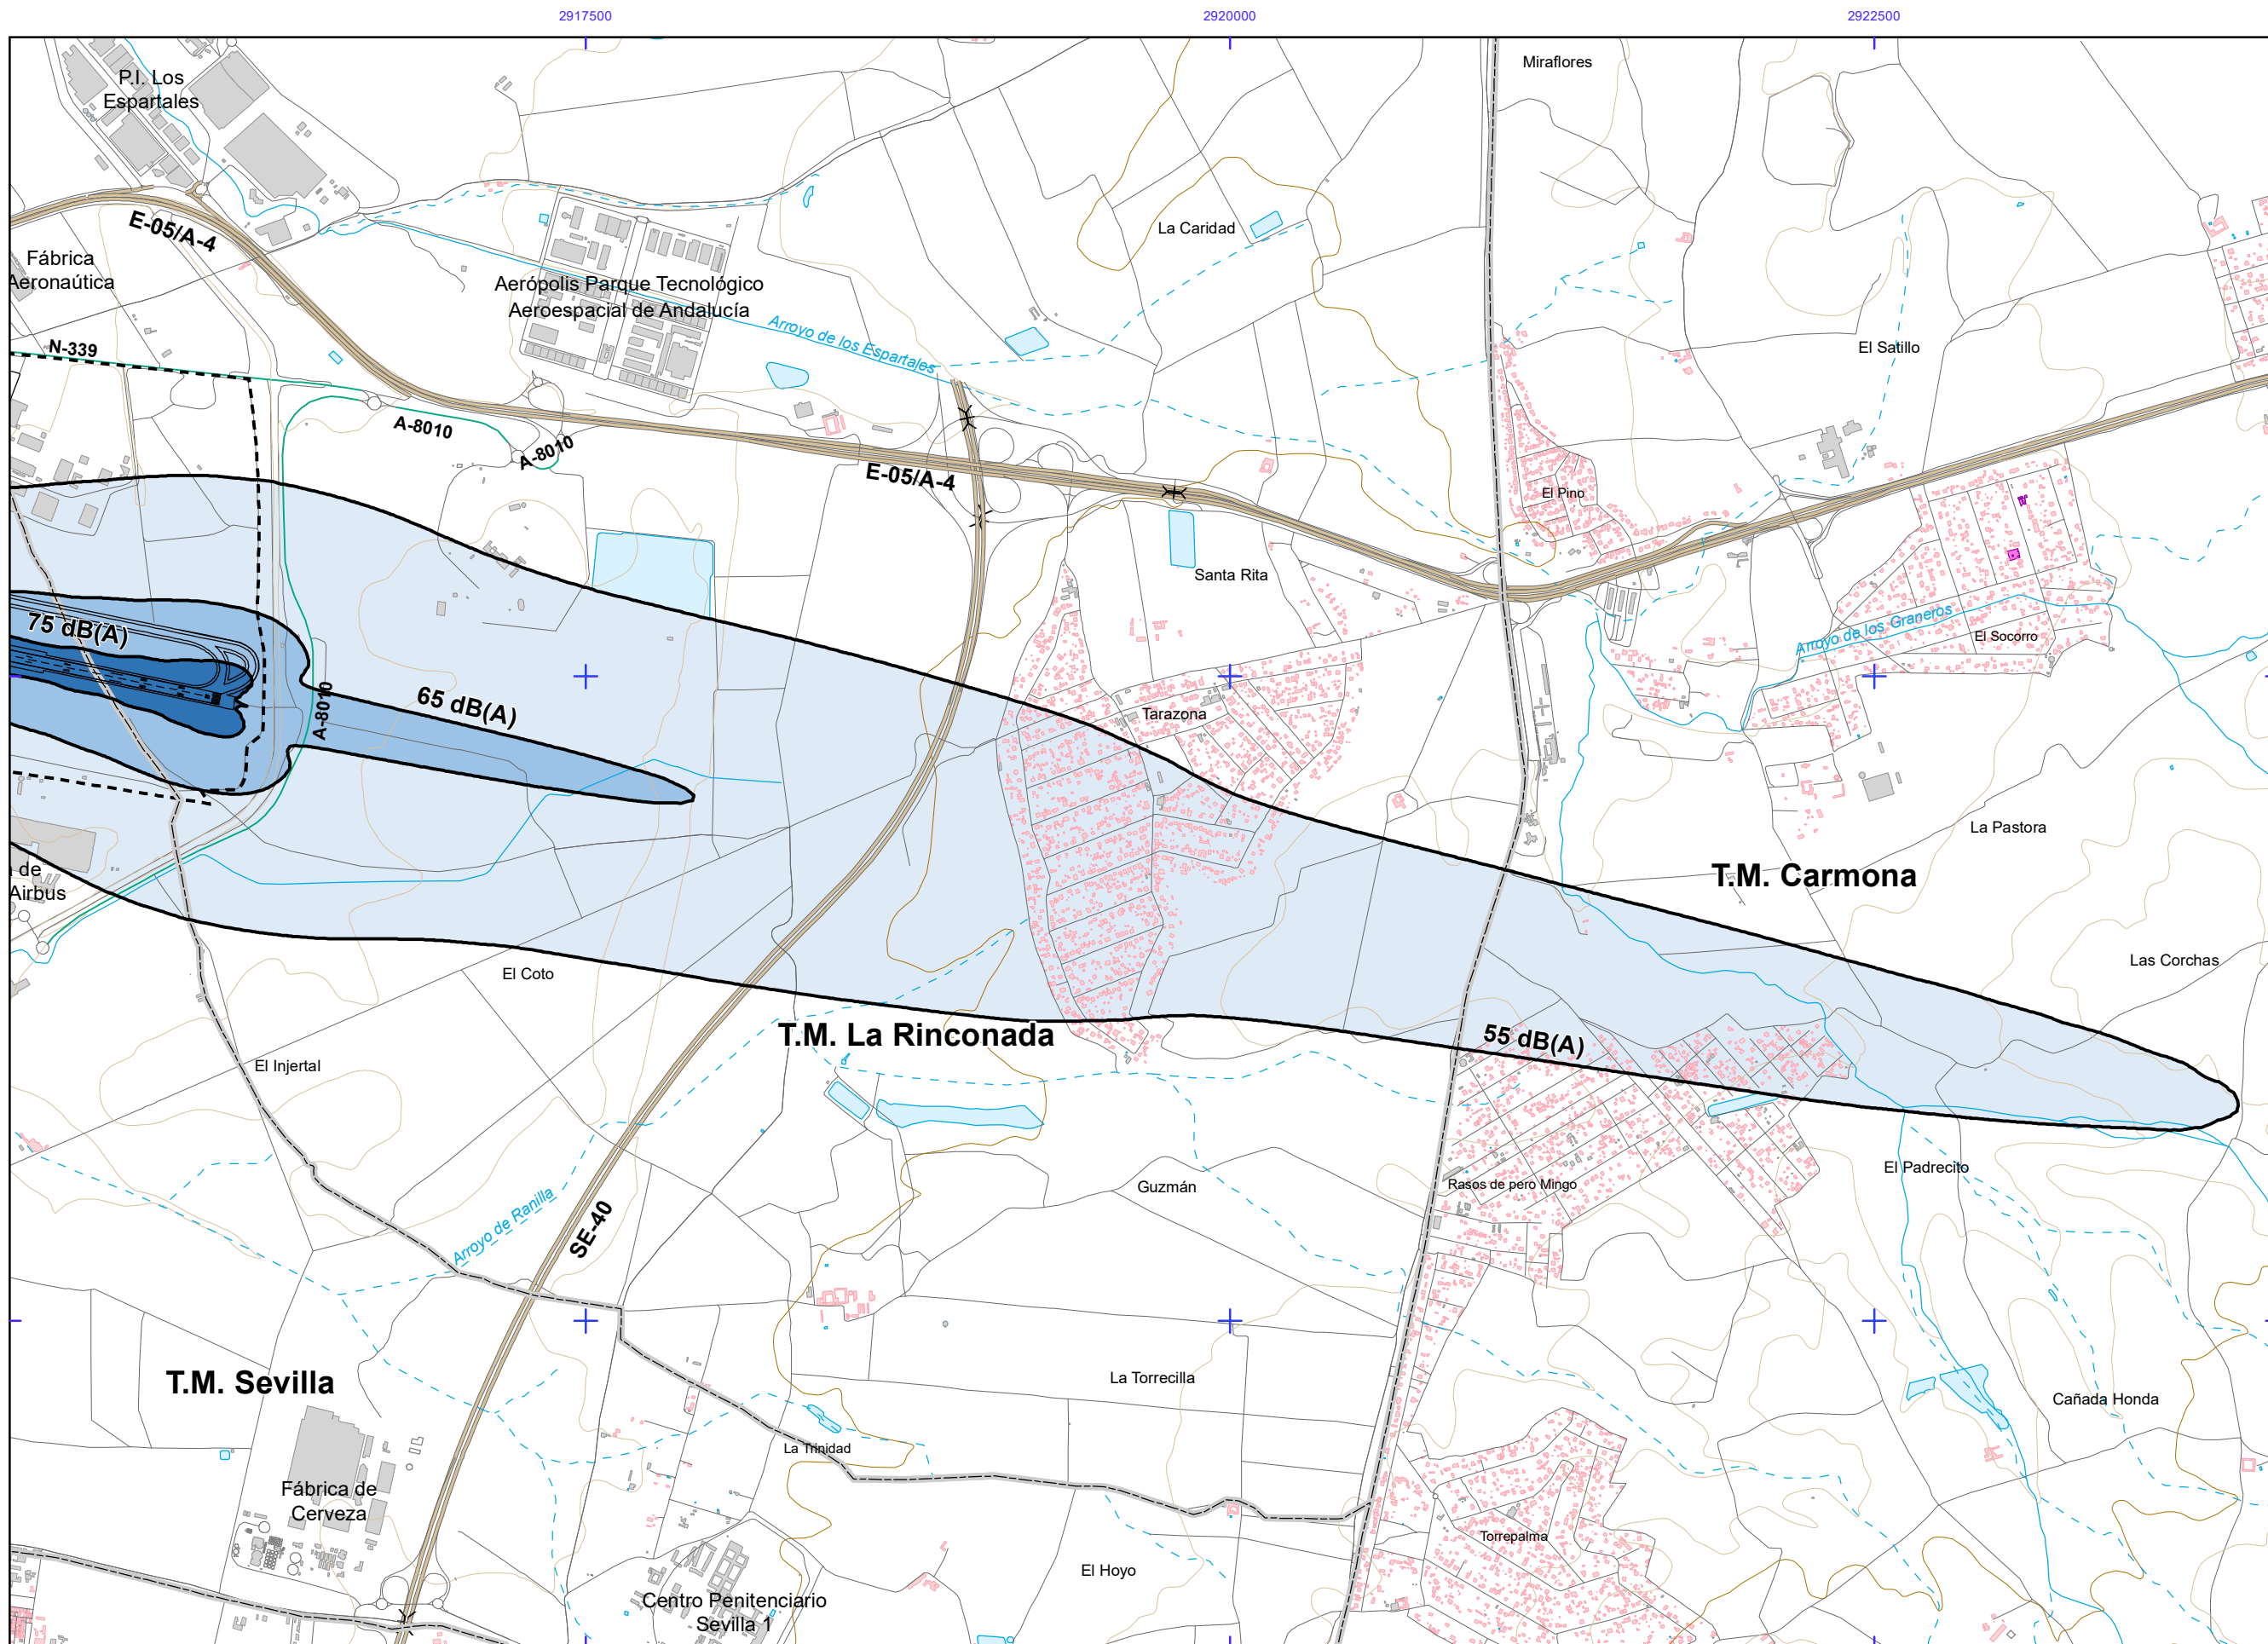 2917500
2920000
2922500
P.I. Los
Espartales
Miraflores
E-05/A-4
La Caridad
Fábrica
Aeronaútica
Aerópolis Parque Tecnológico
Aeroespacial de Andalucía
Arroyo de los Espartales
N-339
El Satillo
A-8010
A-8010
E-05/A-4
El Pino
Santa Rita
75 dB(A)
Arroyo de los Graneros
El Socorro
65 dB(A)
A-8010
Tarazona
La Pastora
de
Airbus
T.M. Carmona
El Coto
Las Corchas
T.M. La Rinconada
55 dB(A)
El Injertal
El Padrecito
Guzmán
Rasos de pero Mingo
Arroyo de Ranilla
SE-40
T.M. Sevilla
La Torrecilla
Cañada Honda
La Trinidad
Fábrica de
Cerveza
Torrepalma
El Hoyo
Centro Penitenciario
Sevilla 1